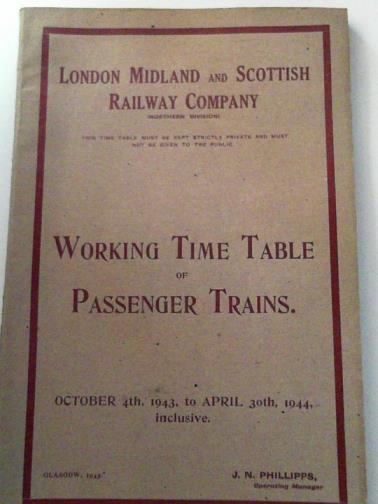 LONDON MIDLAND AND SCOTTISH
RAILWAY COMPANY
(NORTHERN DIVISION)
THIS TIME TABLE MUST BE KEPT STRICTLY PRIVATE AND MUST
NOT BE GIVEN TO THE PUBLIC
WORKING TIME TABLE
OF
PASSENGER TRAINS.
OCTOBER 4th, 1943, to APRIL 30th, 1944,
inclusive.
GLASGOW, 1943.
J. N. PHILLIPPS,
Operating Manager